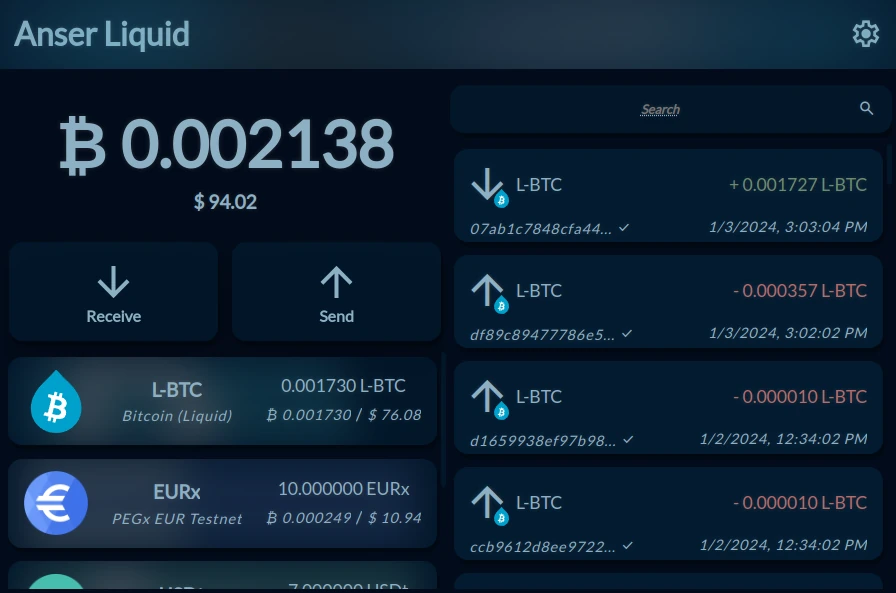 Anser Liquid
₿ 0.002138
$ 94.02
Receive
Send
L-BTC
0.001730 L-BTC
Bitcoin (Liquid)
₿ 0.001730 / $ 76.08
EURx
10.000000 EURx
PEGx EUR Testnet
₿ 0.000249 / $ 10.94
7.000000 USDt
Search
L-BTC
+ 0.001727 L-BTC
07ab1c7848cfa44...
1/3/2024, 3:03:04 PM
L-BTC
- 0.000357 L-BTC
df89c89477786e5...
1/3/2024, 3:02:02 PM
L-BTC
- 0.000010 L-BTC
d1659938ef97b98...
1/2/2024, 12:34:02 PM
L-BTC
- 0.000010 L-BTC
ccb9612d8ee9722...
1/2/2024, 12:34:02 PM